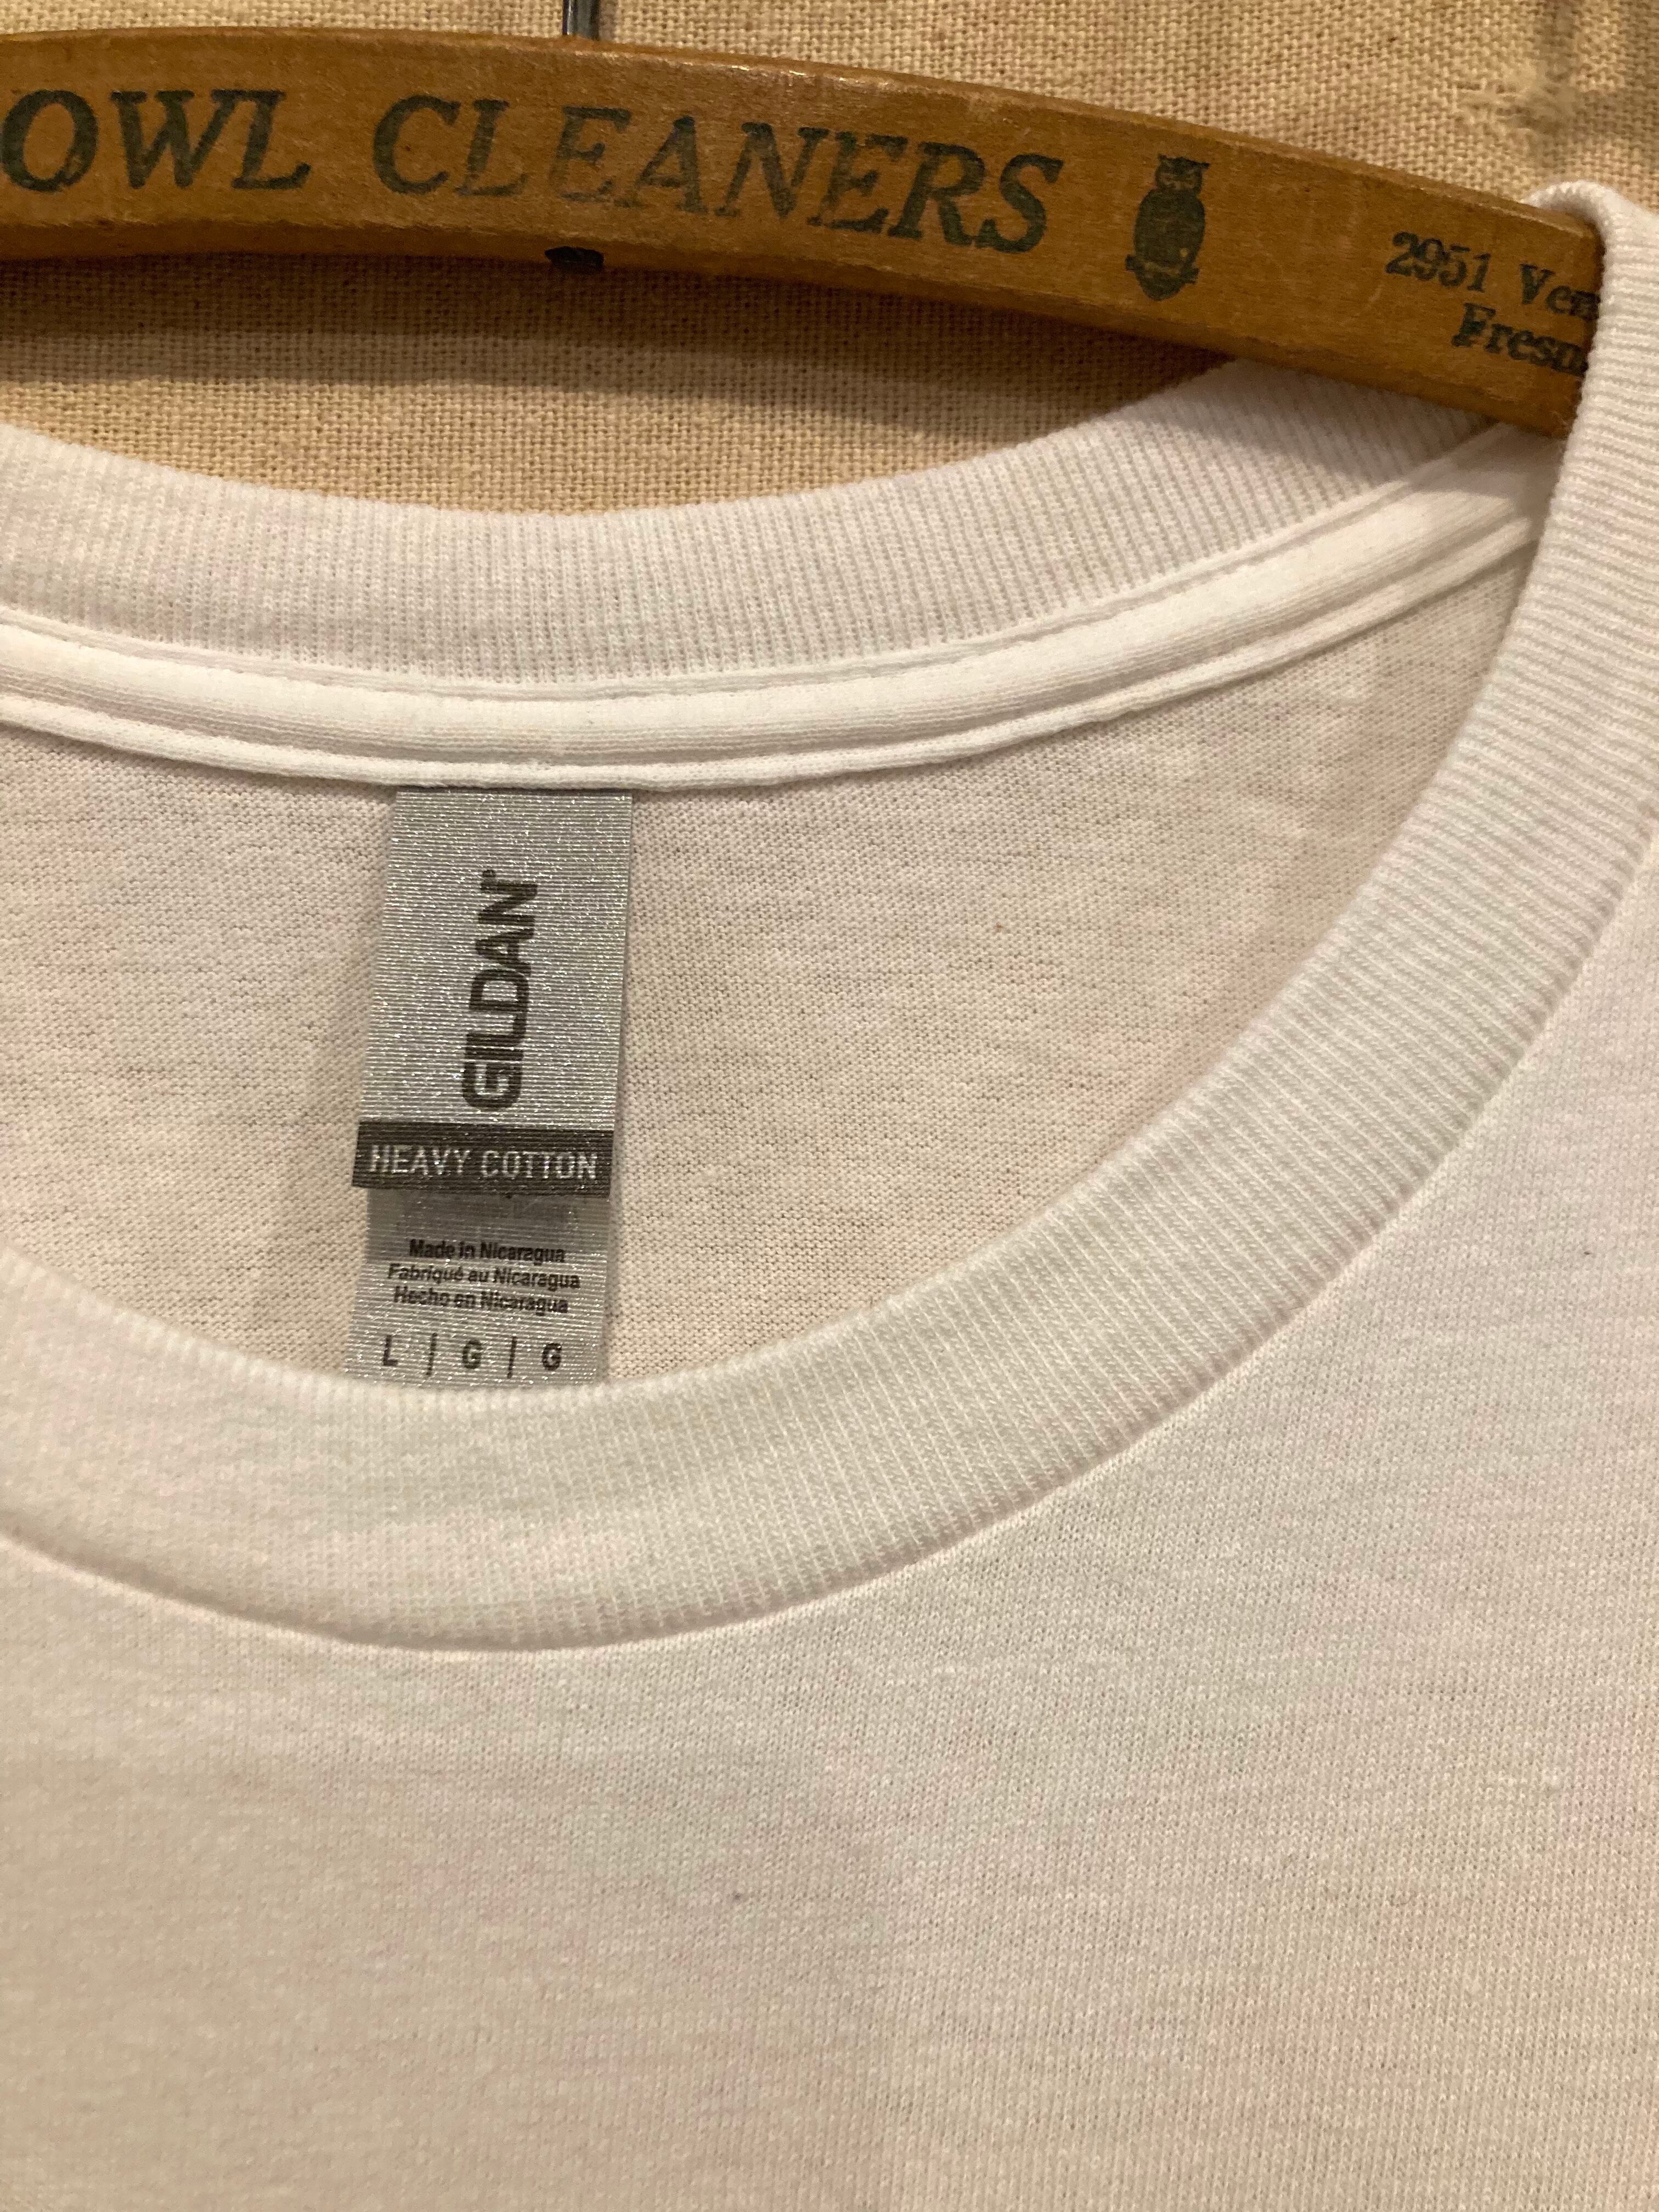 OWL CLEANERS
2951 Ven
Fresn
GILDAN
HEAVY COTTON
Made in Nicaragua
Fabriqué au Nicaragua
Hecho en Nicaragua
L | G | G